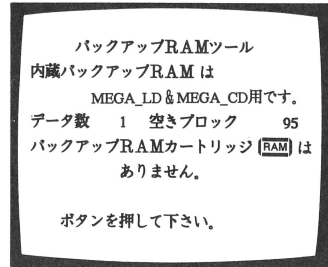 バックアップRAMツール
内蔵バックアップRAM は
MEGA_LD&MEGA_CD用です。
データ数 1 空きブロック 95
バックアップRAMカートリッジ RAM は
ありません。
ボタンを押して下さい。